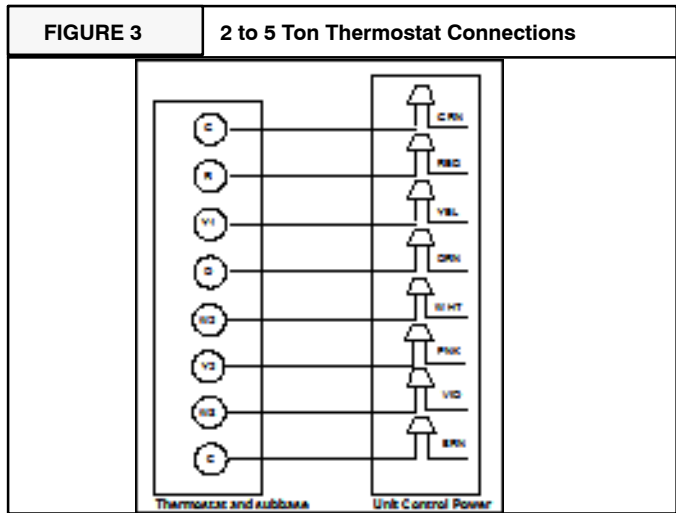 FIGURE 3
2 to 5 Ton Thermostat Connections
R
RED
Y1
YEL
WHT
Y2
PNK
VIO
C
BRN
Thermostat and subbase
Unit Control Power